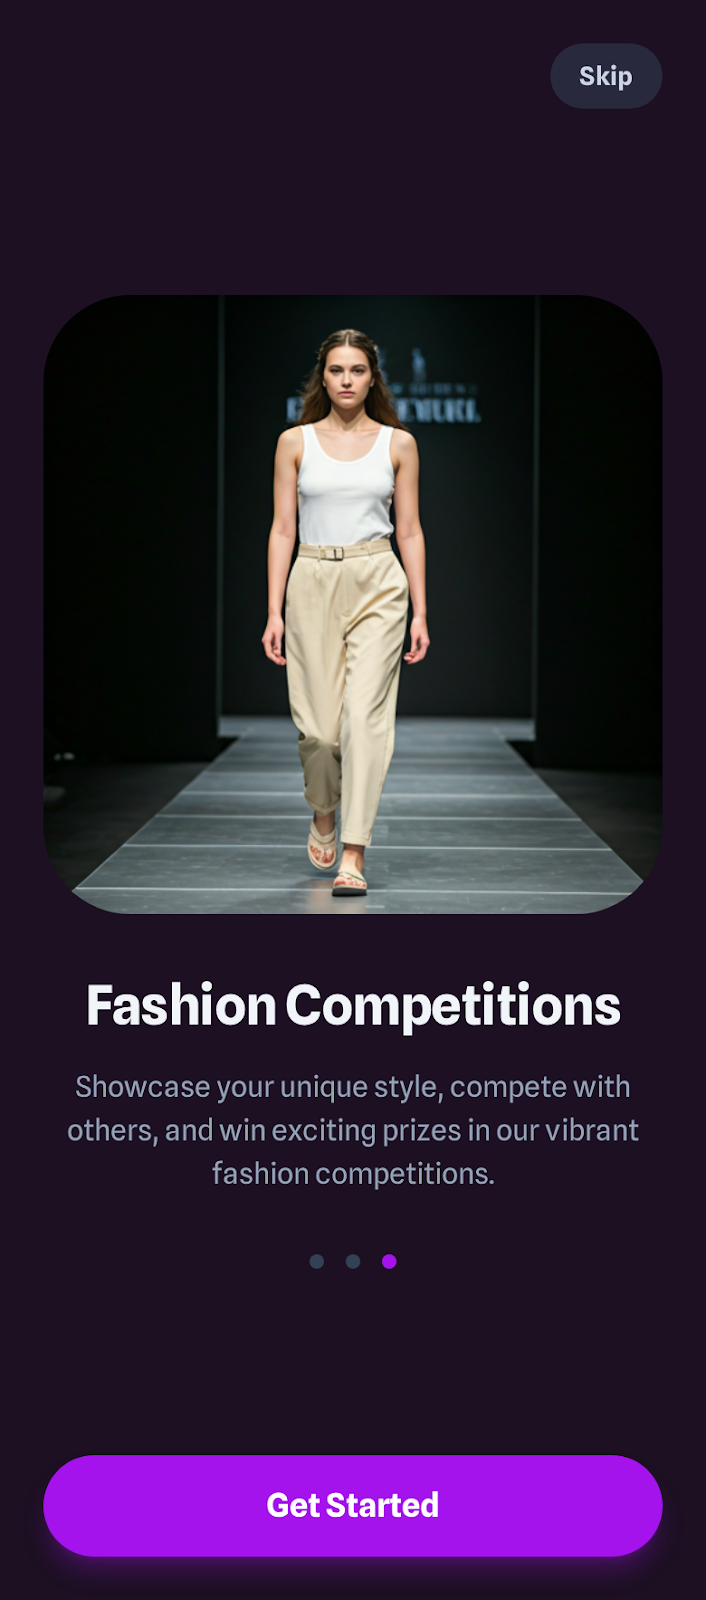 Skip
Fashion Competitions
Showcase your unique style, compete with
others, and win exciting prizes in our vibrant
fashion competitions.
Get Started